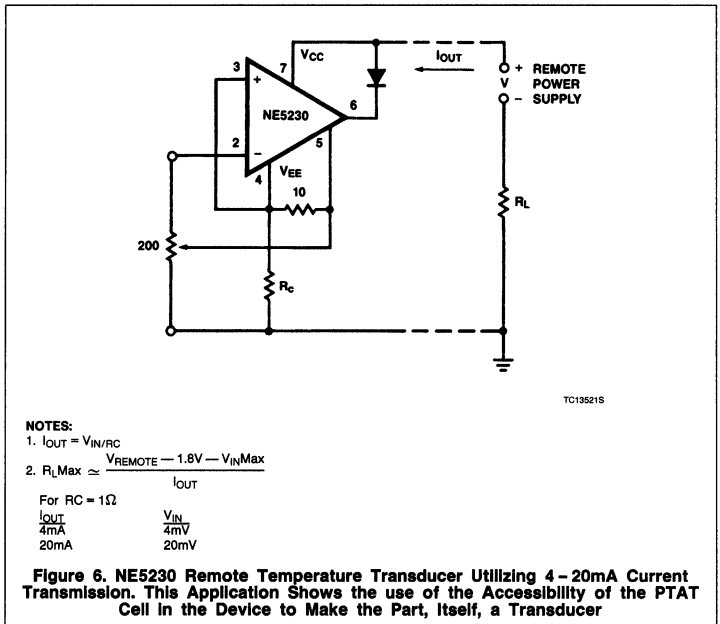 VCC
IOUT
3
7
+
+ REMOTE
V POWER
− SUPPLY
NE5230
6
2
−
5
4
VEE
10
RL
200
Rc
TC13521S
NOTES:
1. IOUT = VIN/RC
2. RLMax ≃ VREMOTE — 1.8V — VINMax
IOUT
For RC = 1Ω
IOUT VIN
4mA 4mV
20mA 20mV
Figure 6. NE5230 Remote Temperature Transducer Utilizing 4 – 20mA Current
Transmission. This Application Shows the use of the Accessibility of the PTAT
Cell in the Device to Make the Part, Itself, a Transducer